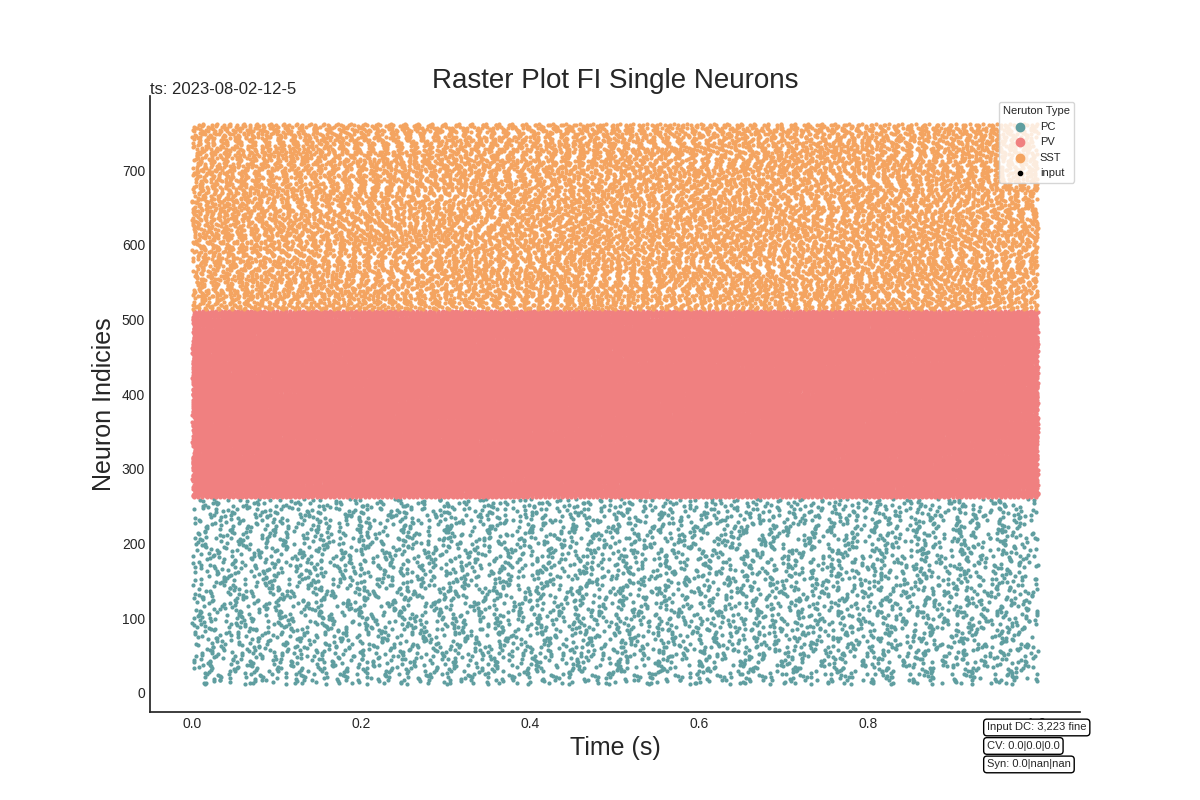 Raster Plot FI Single Neurons
ts: 2023-08-02-12-5
Neruton Type
PC
PV
SST
input
Neuron Indicies
700
600
500
400
300
200
100
0
0.0 0.2 0.4 0.6 0.8
Time (s)
Input DC: 3,223 fine
CV: 0.0|0.0|0.0
Syn: 0.0|nan|nan